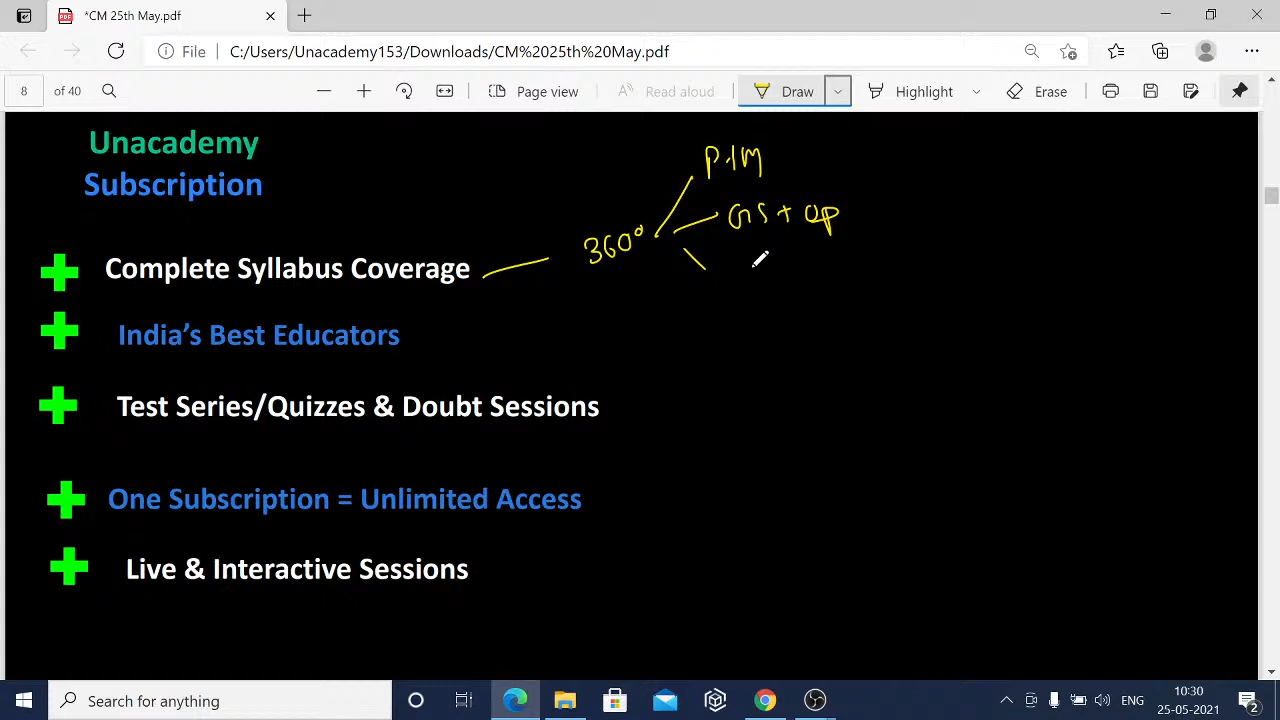 *CM 25th May.pdf
File C:/Users/Unacademy153/Downloads/CM%2025th%20May.pdf
8 of 40 Page view Read aloud Draw Highlight Erase
Unacademy
Subscription
P+M
GS + op
360°
Complete Syllabus Coverage
India's Best Educators
Test Series/Quizzes & Doubt Sessions
One Subscription = Unlimited Access
Live & Interactive Sessions
Search for anything
ENG
10:30
25-05-2021
2